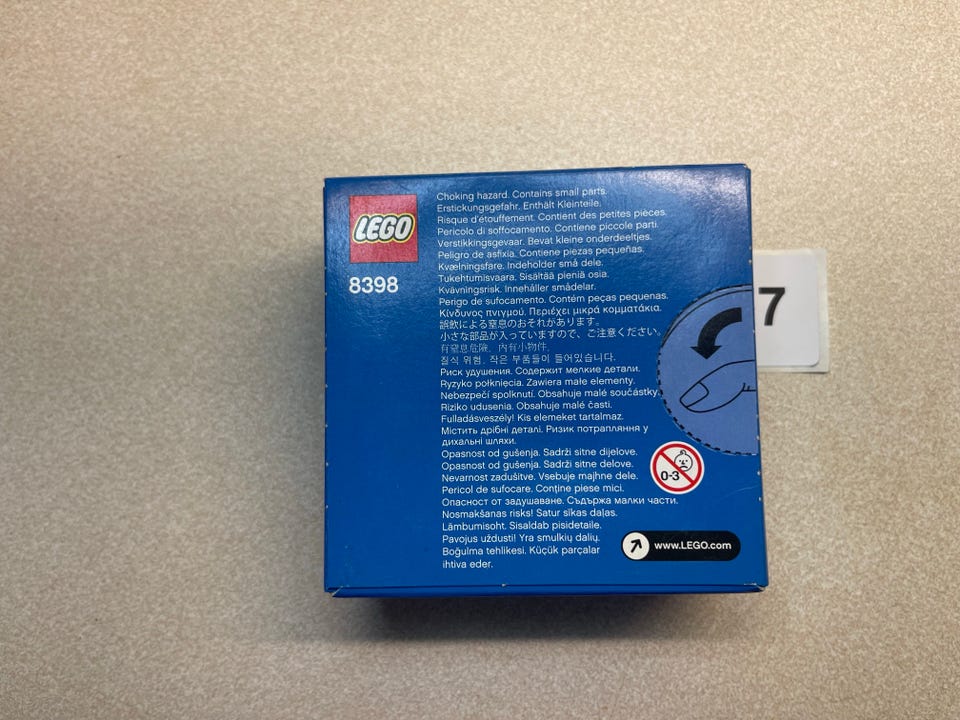 LEGO
8398
Choking hazard. Contains small parts.
Erstickungsgefahr. Enthält Kleinteile.
Risque d'étouffement. Contient des petites pièces.
Pericolo di soffocamento. Contiene piccole parti.
Verstikkingsgevaar. Bevat kleine onderdeeltjes.
Peligro de asfixia. Contiene piezas pequeñas.
Kvælningsfare. Indeholder små dele.
Tukehtumisvaara. Sisältää pieniä osia.
Kvävningsrisk. Innehåller smådelar.
Perigo de sufocamento. Contém peças pequenas.
Κίνδυνος πνιγμού. Περιέχει μικρά κομματάκια.
誤飲による窒息のおそれがあります。
小さな部品が入っていますので、ご注意ください。
有窒息危險。內有小物件。
질식 위험. 작은 부품들이 들어있습니다.
Риск удушения. Содержит мелкие детали.
Ryzyko połknięcia. Zawiera małe elementy.
Nebezpečí spolknutí. Obsahuje malé součástky.
Riziko udusenia. Obsahuje malé časti.
Fulladásveszély! Kis elemeket tartalmaz.
Містить дрібні деталі. Ризик потрапляння у
дихальні шляхи.
Opasnost od gušenja. Sadrži sitne dijelove.
Opasnost od gušenja. Sadrži sitne delove.
Nevarnost zadušitve. Vsebuje majhne dele.
Pericol de sufocare. Conţine piese mici.
Опасност от задушаване. Съдържа малки части.
Nosmakšanas risks! Satur sīkas daļas.
Lämbumisoht. Sisaldab pisidetaile.
Pavojus uždusti! Yra smulkių dalių.
Boğulma tehlikesi. Küçük parçalar
ihtiva eder.
0-3
www.LEGO.com
7